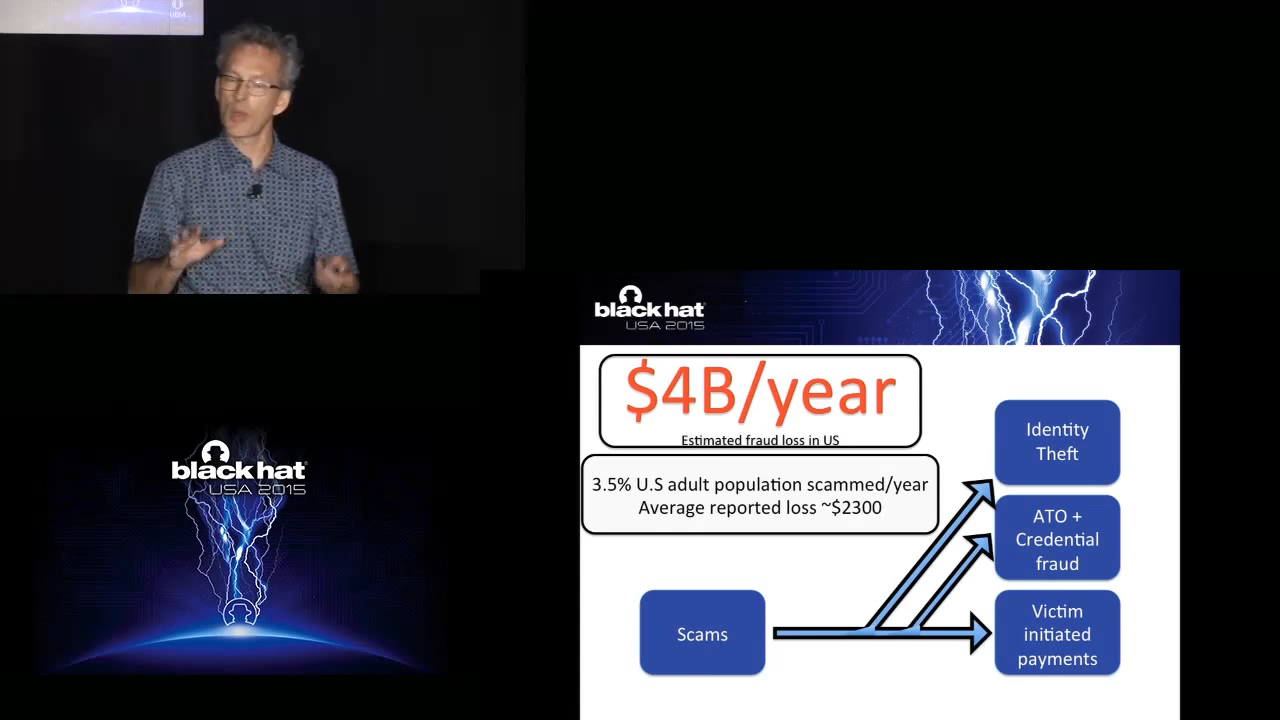 black hat
USA 2015
$4B/year
Estimated fraud loss in US
3.5% U.S adult population scammed/year
Average reported loss ~$2300
Identity
Theft
ATO +
Credential
fraud
Scams
Victim
initiated
payments
black hat
USA 2015